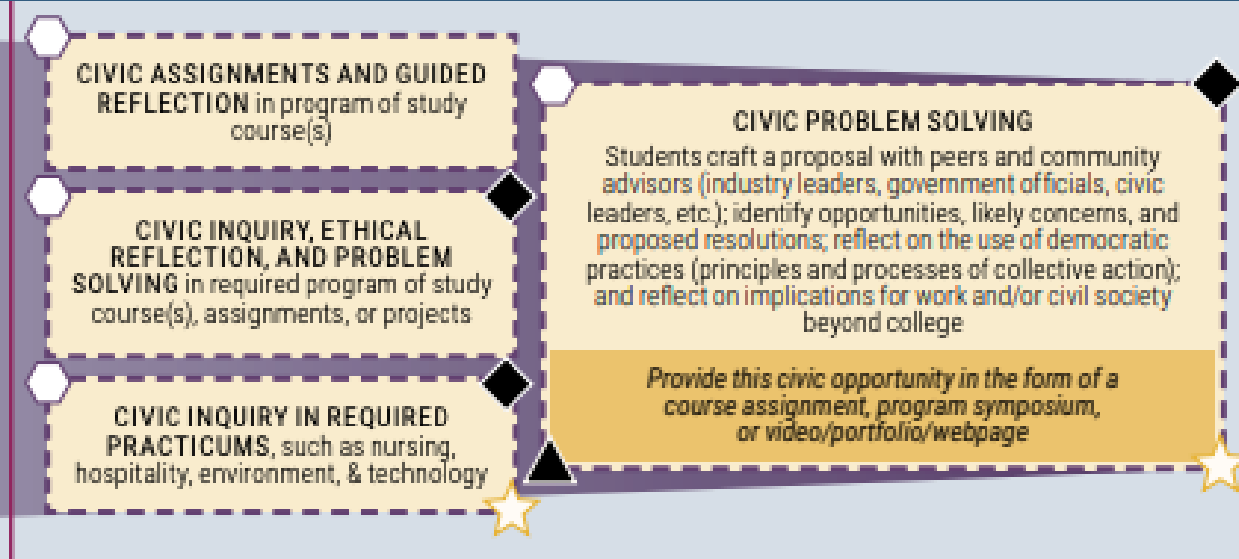 CIVIC ASSIGNMENTS AND GUIDED
REFLECTION in program of study
course(s)
CIVIC INQUIRY, ETHICAL
REFLECTION, AND PROBLEM
SOLVING in required program of study
course(s), assignments, or projects
CIVIC INQUIRY IN REQUIRED
PRACTICUMS, such as nursing,
hospitality, environment, & technology
CIVIC PROBLEM SOLVING
Students craft a proposal with peers and community
advisors (industry leaders, government officials, civic
leaders, etc.); identify opportunities, likely concerns, and
proposed resolutions; reflect on the use of democratic
practices (principles and processes of collective action);
and reflect on implications for work and/or civil society
beyond college
Provide this civic opportunity in the form of a
course assignment, program symposium,
or video/portfolio/webpage